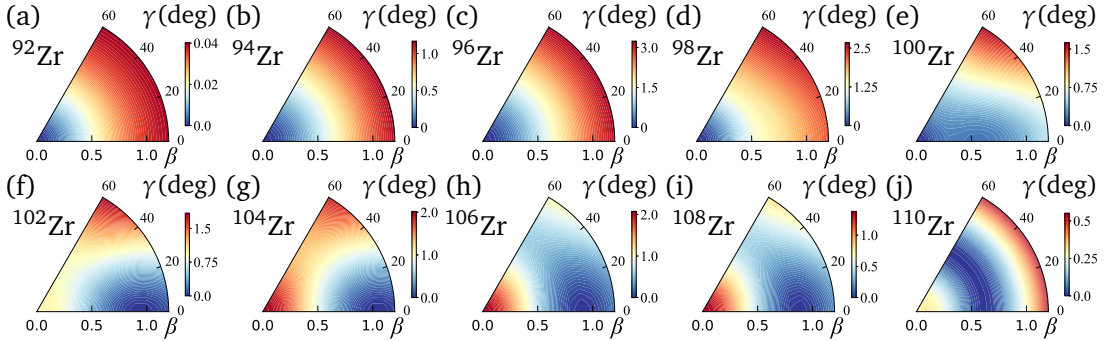 (a) 60 γ(deg) (b) 60 γ(deg) (c) 60 γ(deg) (d) 60 γ(deg) (e) 60 γ(deg)
⁹²Zr 40 0.04 ⁹⁴Zr 40 1.2 ⁹⁶Zr 40 3.0 ⁹⁸Zr 40 2.50 ¹⁰⁰Zr 40 1.50
20 0.02 20 0.6 20 1.5 20 1.25 20 0.75
0 0.0 0 0 0 0 0 0.0 0 0.0
0.0 0.5 1.0 β 0.0 0.5 1.0 β 0.0 0.5 1.0 β 0.0 0.5 1.0 β 0.0 0.5 1.0 β
(f) 60 γ(deg) (g) 60 γ(deg) (h) 60 γ(deg) (i) 60 γ(deg) (j) 60 γ(deg)
¹⁰²Zr 40 1.50 ¹⁰⁴Zr 40 2.0 ¹⁰⁶Zr 40 2.0 ¹⁰⁸Zr 40 1.0 ¹¹⁰Zr 40 0.50
20 0.75 20 1.0 20 1.0 20 0.5 20 0.25
0 0.0 0 0.0 0 0.0 0 0.0 0 0.0
0.0 0.5 1.0 β 0.0 0.5 1.0 β 0.0 0.5 1.0 β 0.0 0.5 1.0 β 0.0 0.5 1.0 β